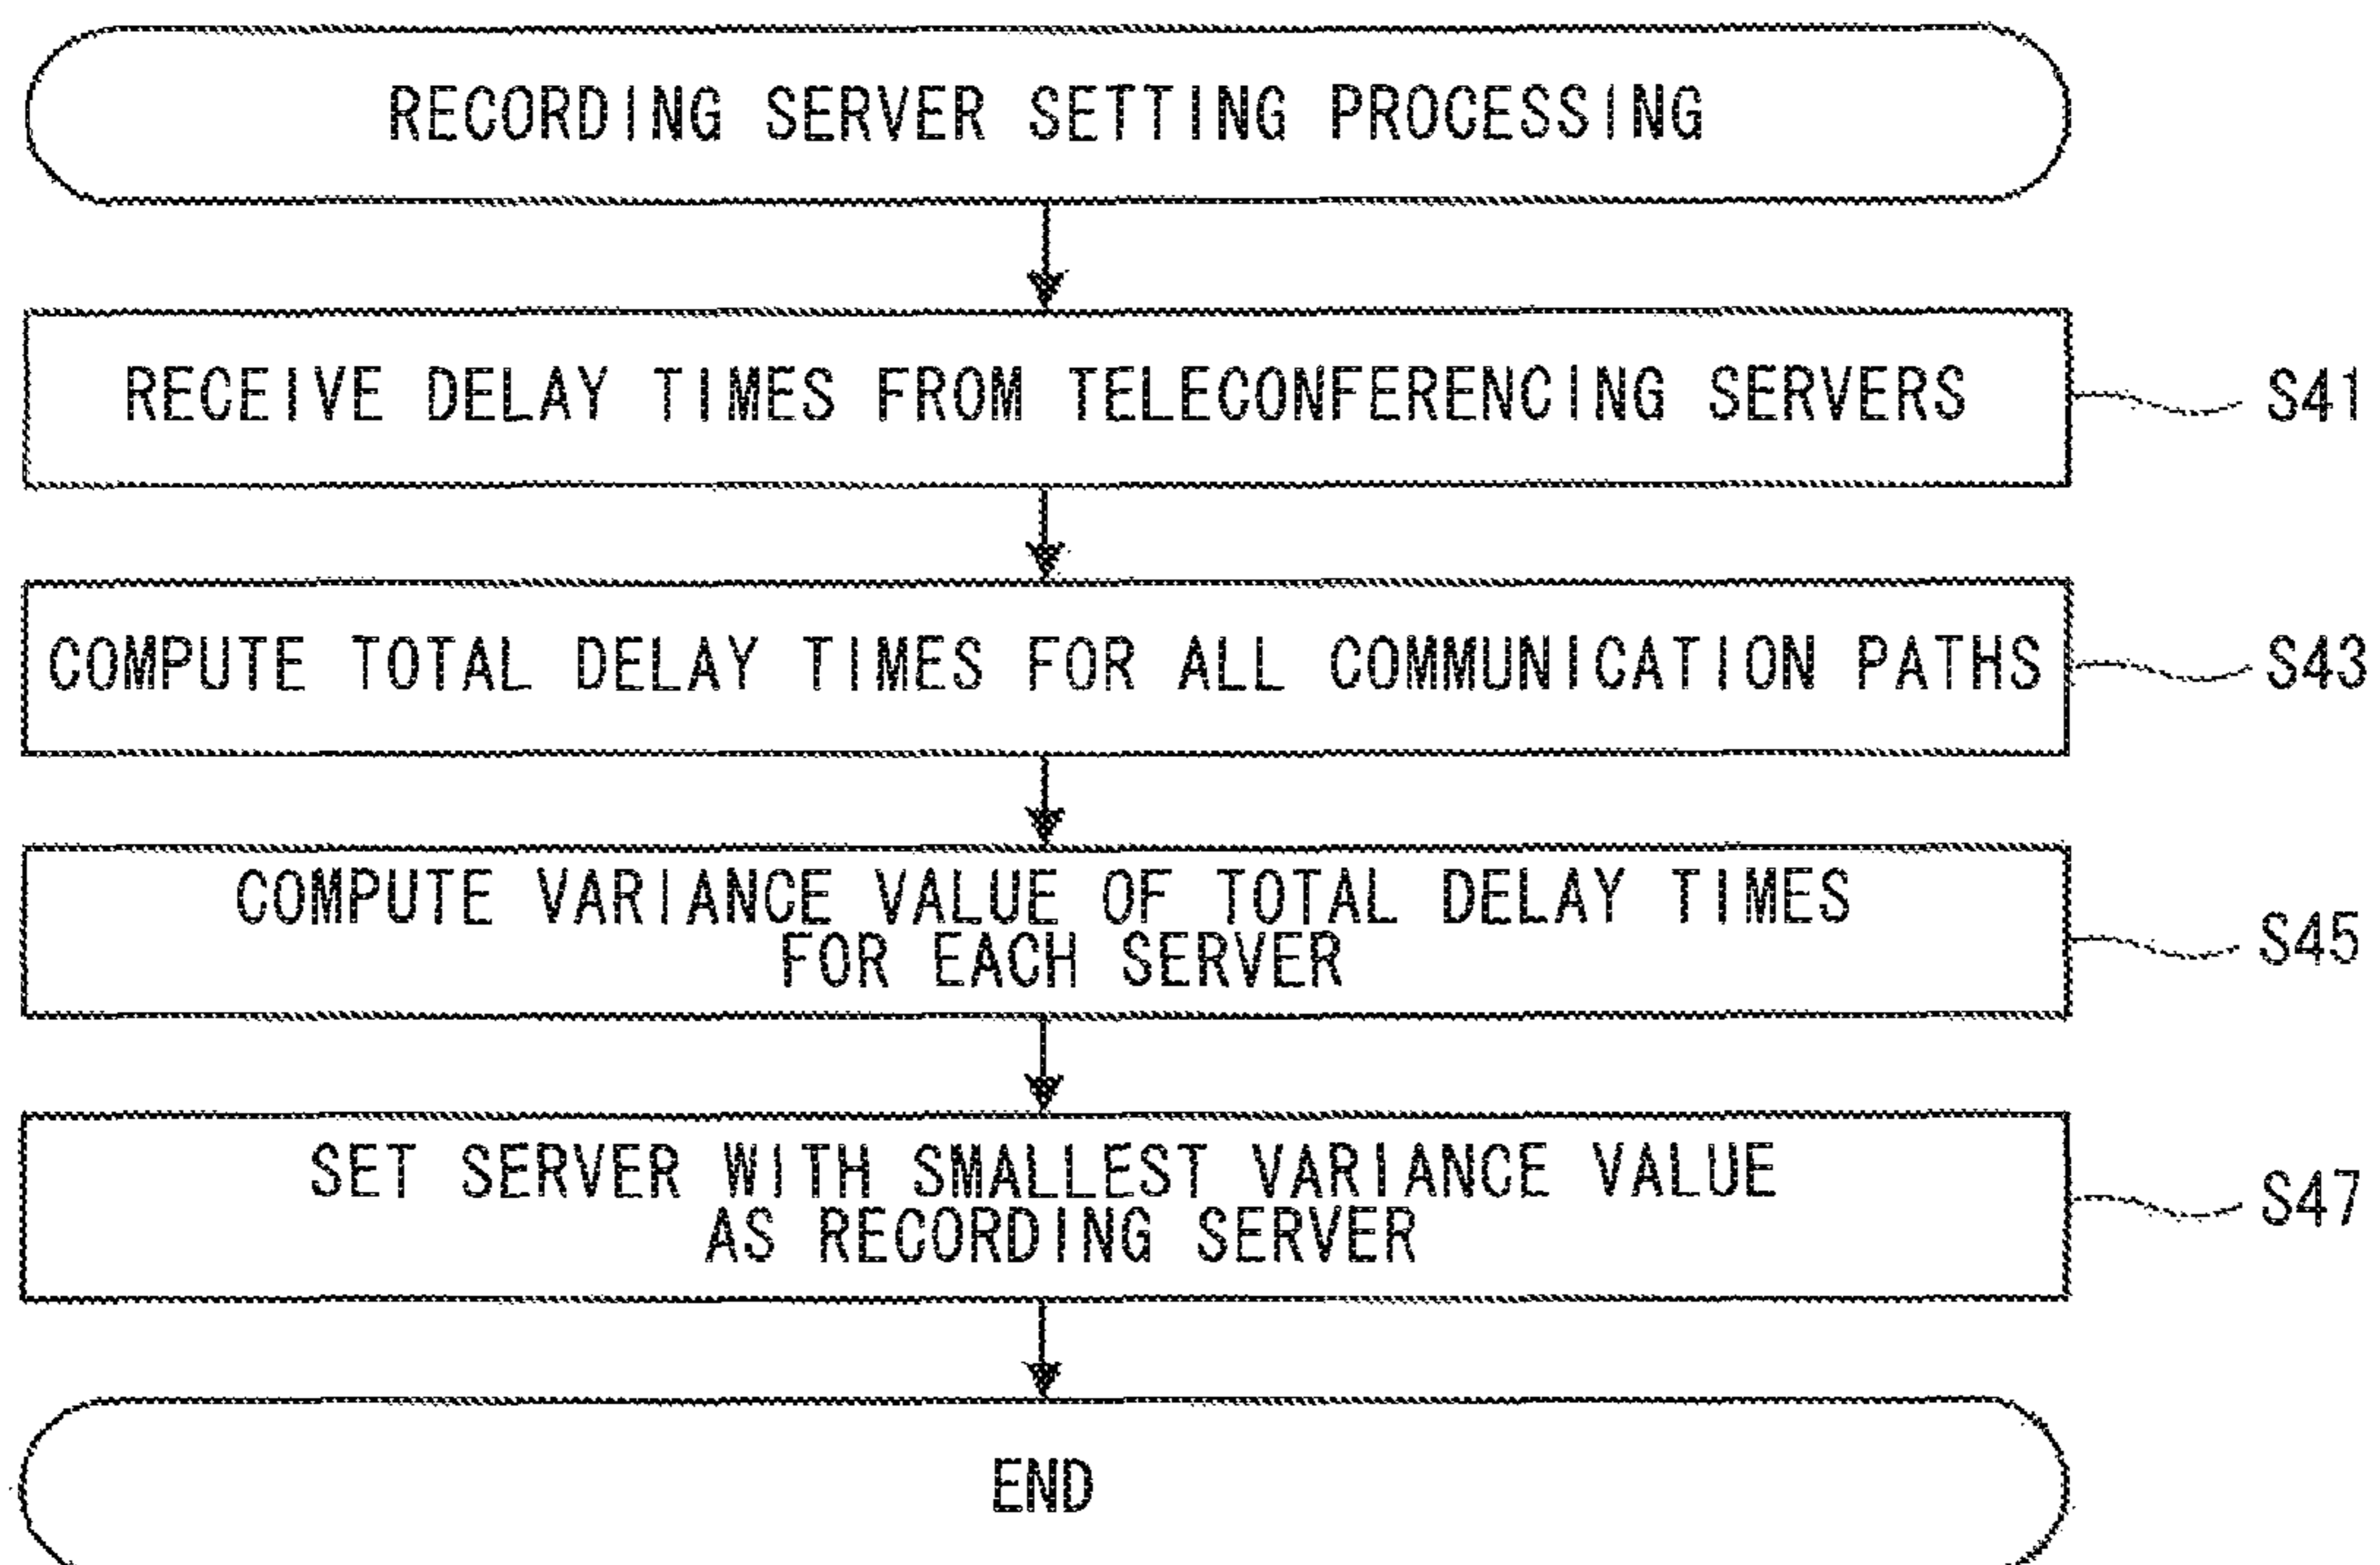 RECORDING SERVER SETTING PROCESSING
RECEIVE DELAY TIMES FROM TELECONFERENCING SERVERS
S41
COMPUTE TOTAL DELAY TIMES FOR ALL COMMUNICATION PATHS
S43
COMPUTE VARIANCE VALUE OF TOTAL DELAY TIMES
FOR EACH SERVER
S45
SET SERVER WITH SMALLEST VARIANCE VALUE
AS RECORDING SERVER
S47
END